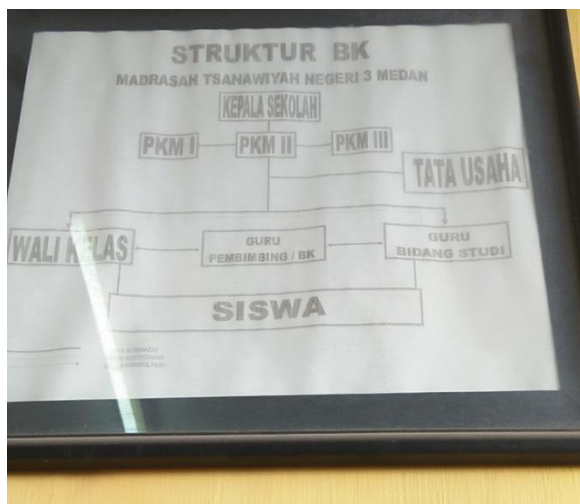 STRUKTUR BK
MADRASAH TSANAWIYAH NEGERI 3 MEDAN
KEPALA SEKOLAH
PKM I PKM II PKM III
TATA USAHA
WALI KELAS
GURU
PEMBIMBING / BK
GURU
BIDANG STUDI
SISWA
KOMANDO